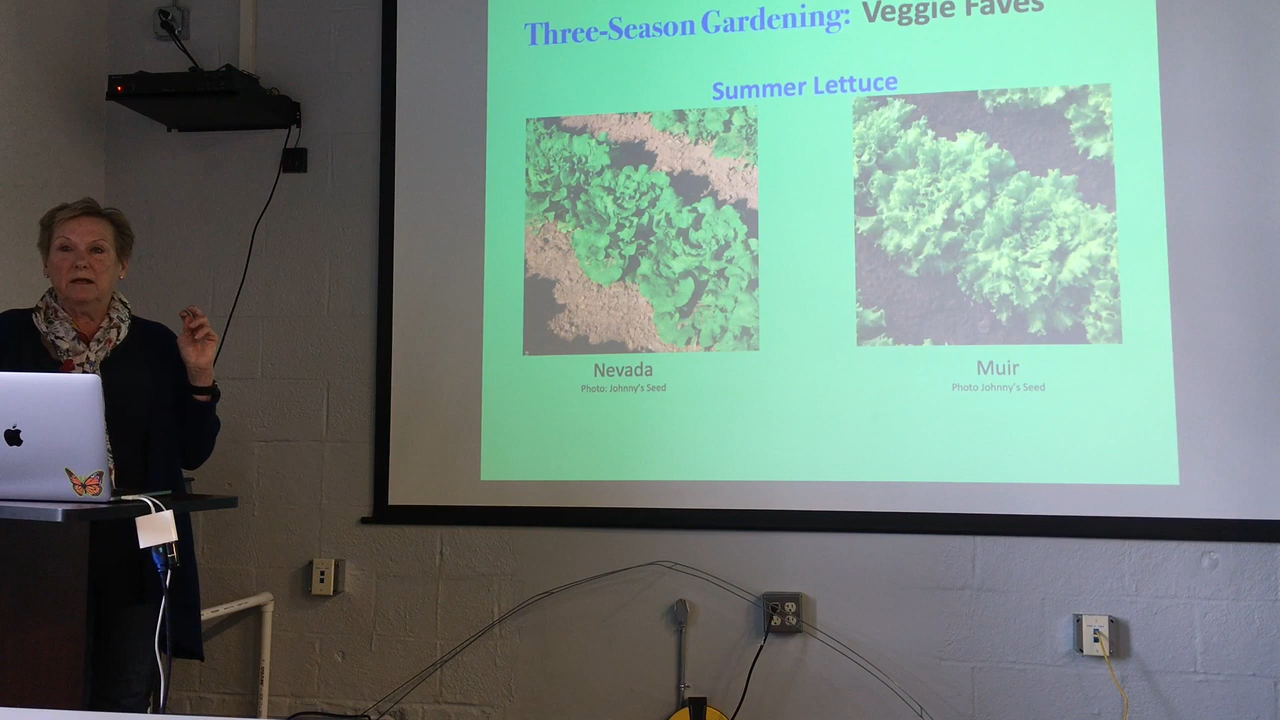 Three-Season Gardening: Veggie Faves
Summer Lettuce
Nevada
Photo: Johnny's Seed
Muir
Photo Johnny's Seed